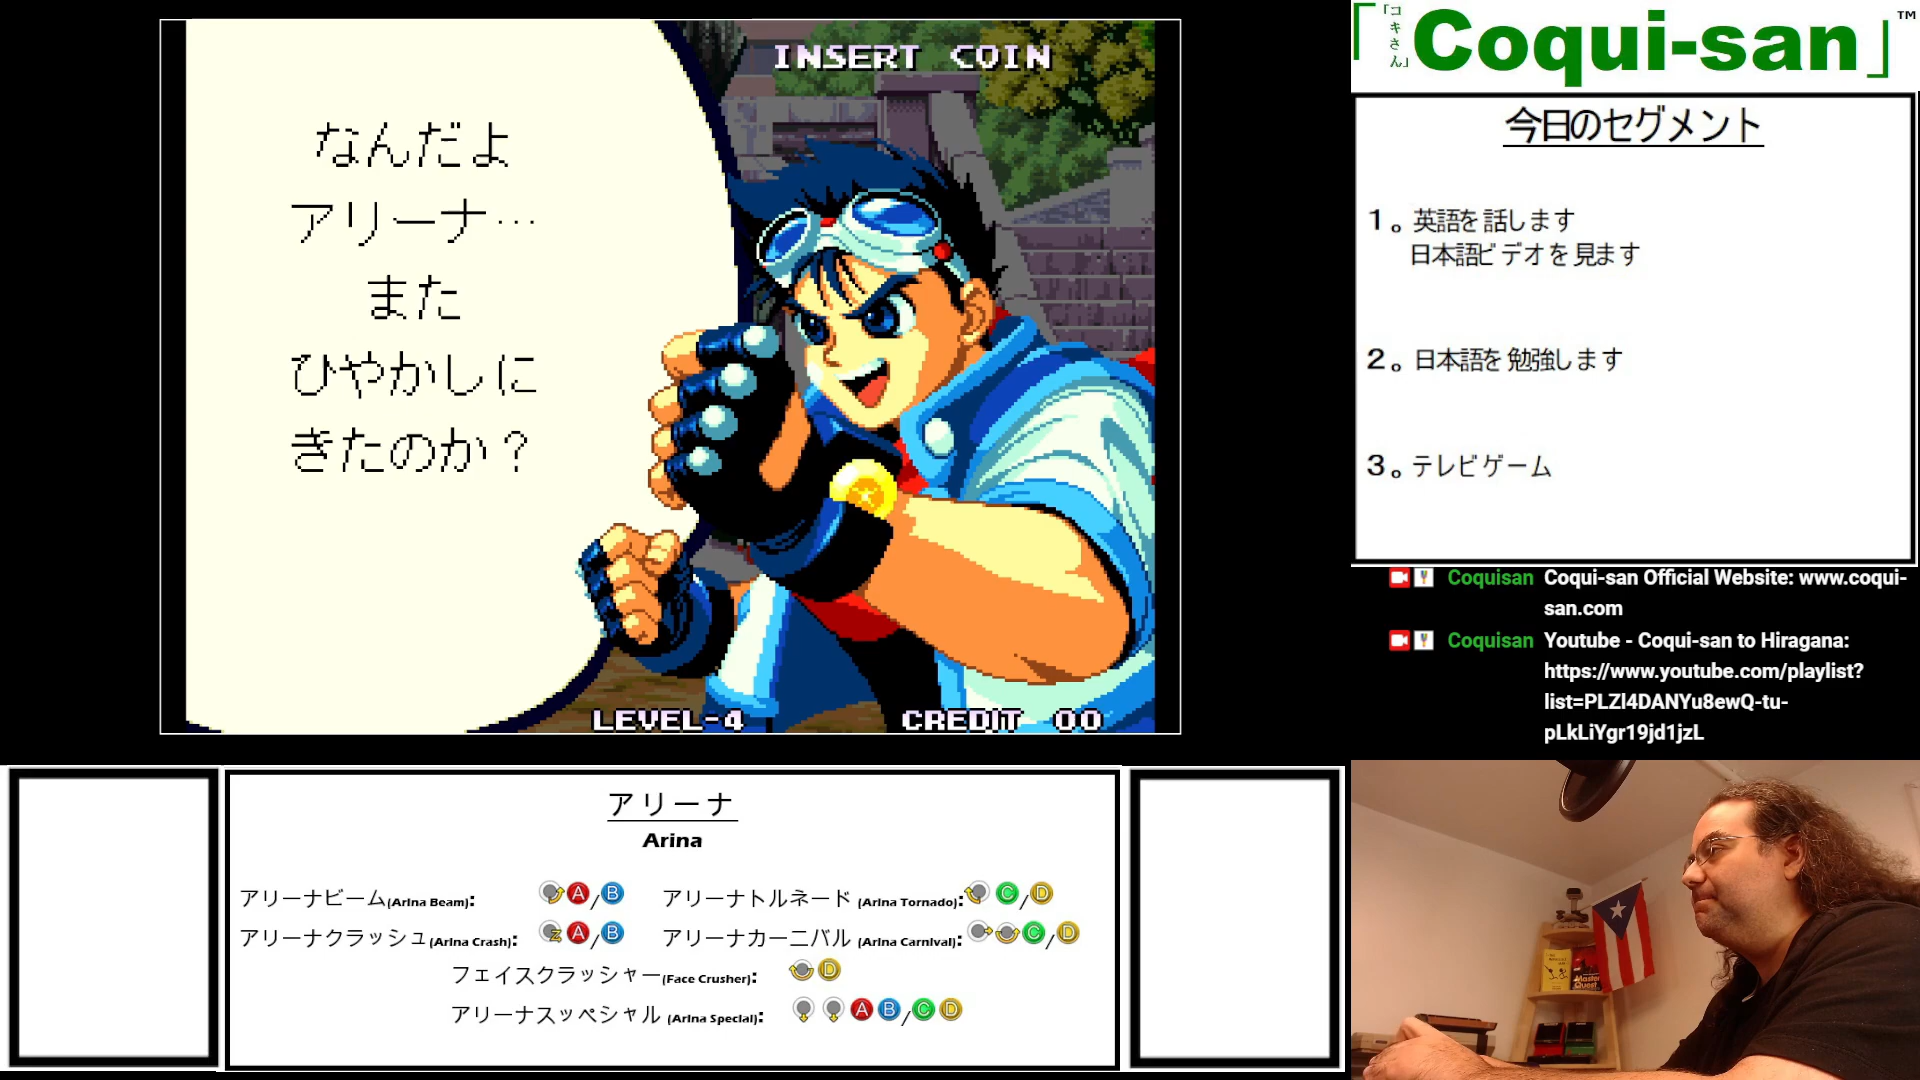 INSERT COIN
なんだよ
アリーナ…
また
ひやかしに
きたのか？
LEVEL-4
CREDIT 00
「「コキさん」Coqui-san」™
今日のセグメント
1。英語を話します
日本語ビデオを見ます
2。日本語を勉強します
3。テレビゲーム
Coquisan Coqui-san Official Website: www.coqui-
san.com
Coquisan Youtube - Coqui-san to Hiragana:
https://www.youtube.com/playlist?
list=PLZl4DANYu8ewQ-tu-
pLkLiYgr19jd1jzL
アリーナ
Arina
アリーナビーム(Arina Beam): A/B
アリーナトルネード (Arina Tornado): C/D
アリーナクラッシュ(Arina Crash): Z A/B
アリーナカーニバル (Arina Carnival): C/D
フェイスクラッシャー(Face Crusher): D
アリーナスッペシャル (Arina Special): A B/C D
Master
Quest